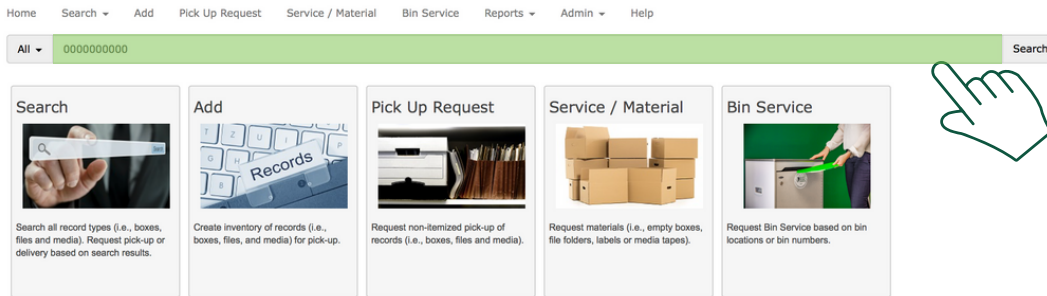 Home Search Add Pick Up Request Service / Material Bin Service Reports Admin Help
All 0000000000 Search
Search
Add
Pick Up Request
Service / Material
Bin Service
T Z U I
G H P
B
Records
Search all record types (i.e., boxes,
files and media). Request pick-up or
delivery based on search results.
Create inventory of records (i.e.,
boxes, files, and media) for pick-up.
Request non-itemized pick-up of
records (i.e., boxes, files and media).
Request materials (i.e., empty boxes,
file folders, labels or media tapes).
Request Bin Service based on bin
locations or bin numbers.